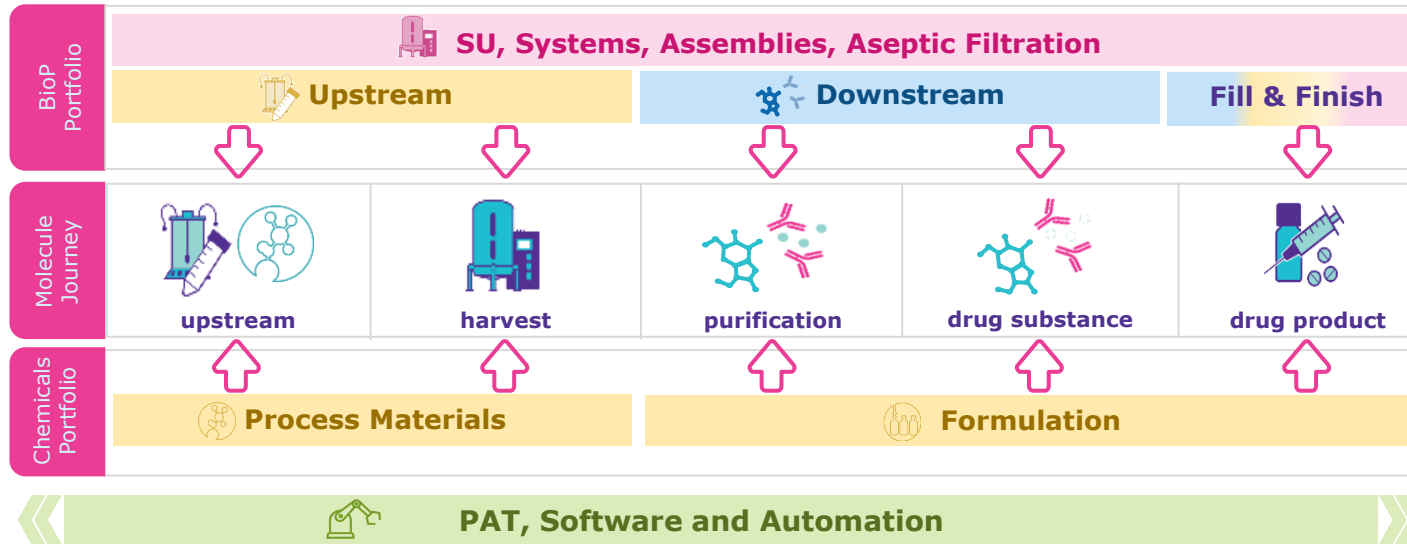 BioP
Portfolio
SU, Systems, Assemblies, Aseptic Filtration
Upstream
Downstream
Fill & Finish
Molecule
Journey
upstream
harvest
purification
drug substance
drug product
Chemicals
Portfolio
Process Materials
Formulation
PAT, Software and Automation